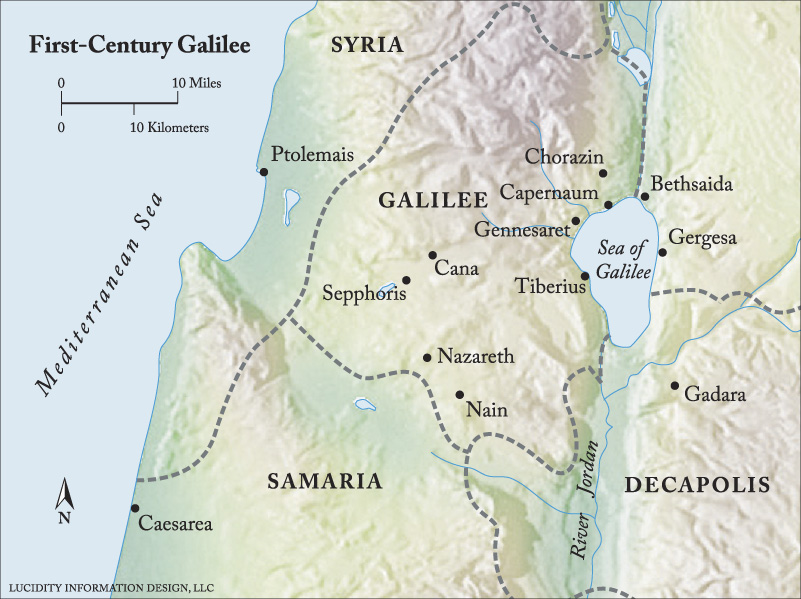 First-Century Galilee
0 10 Miles
0 10 Kilometers
SYRIA
Ptolemais
Chorazin
Capernaum
Bethsaida
GALILEE
Gennesaret
Gergesa
Sea of
Galilee
Mediterranean Sea
Cana
Sepphoris
Tiberius
Nazareth
Nain
Gadara
SAMARIA
DECAPOLIS
River Jordan
N
Caesarea
LUCIDITY INFORMATION DESIGN, LLC